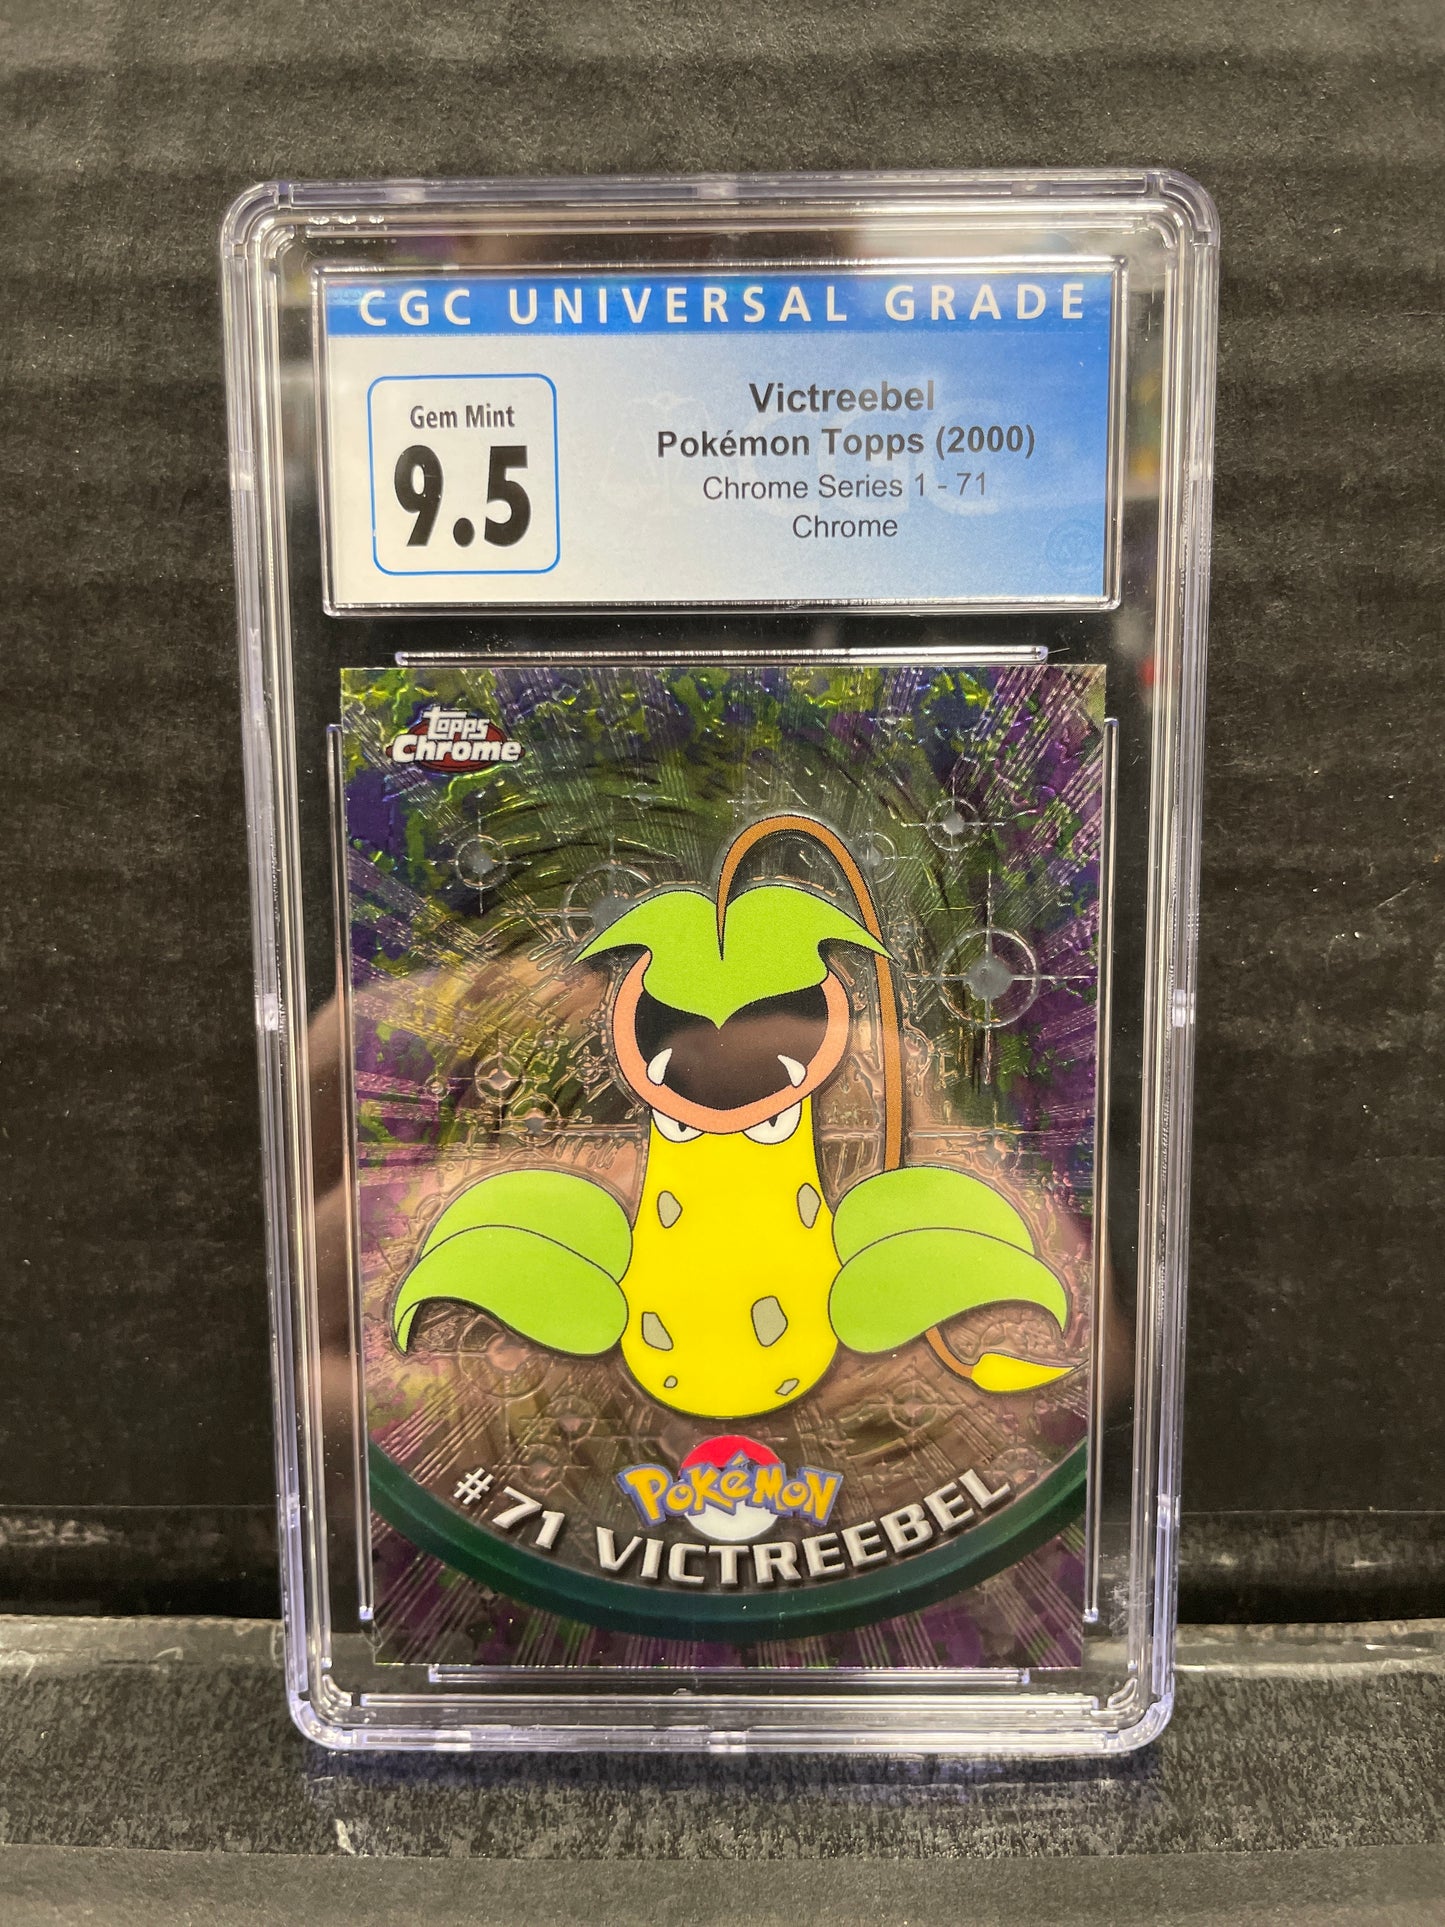 CGC UNIVERSAL GRADE
Gem Mint
9.5
Victreebel
Pokémon Topps (2000)
Chrome Series 1 - 71
Chrome
topps
Chrome
POKéMON
#71 VICTREEBEL™